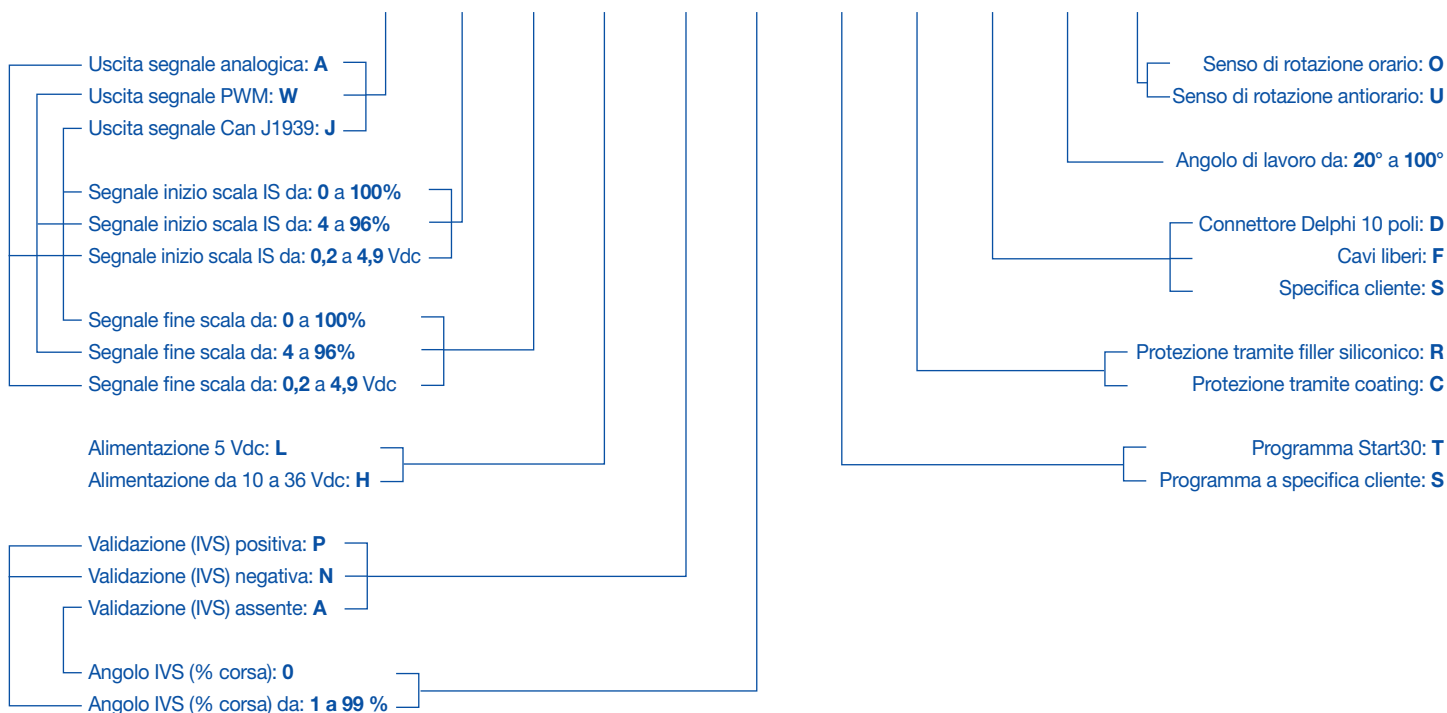 Uscita segnale analogica: A
Uscita segnale PWM: W
Uscita segnale Can J1939: J
Segnale inizio scala IS da: 0 a 100%
Segnale inizio scala IS da: 4 a 96%
Segnale inizio scala IS da: 0,2 a 4,9 Vdc
Segnale fine scala da: 0 a 100%
Segnale fine scala da: 4 a 96%
Segnale fine scala da: 0,2 a 4,9 Vdc
Alimentazione 5 Vdc: L
Alimentazione da 10 a 36 Vdc: H
Validazione (IVS) positiva: P
Validazione (IVS) negativa: N
Validazione (IVS) assente: A
Angolo IVS (% corsa): 0
Angolo IVS (% corsa) da: 1 a 99 %
Senso di rotazione orario: O
Senso di rotazione antiorario: U
Angolo di lavoro da: 20° a 100°
Connettore Delphi 10 poli: D
Cavi liberi: F
Specifica cliente: S
Protezione tramite filler siliconico: R
Protezione tramite coating: C
Programma Start30: T
Programma a specifica cliente: S